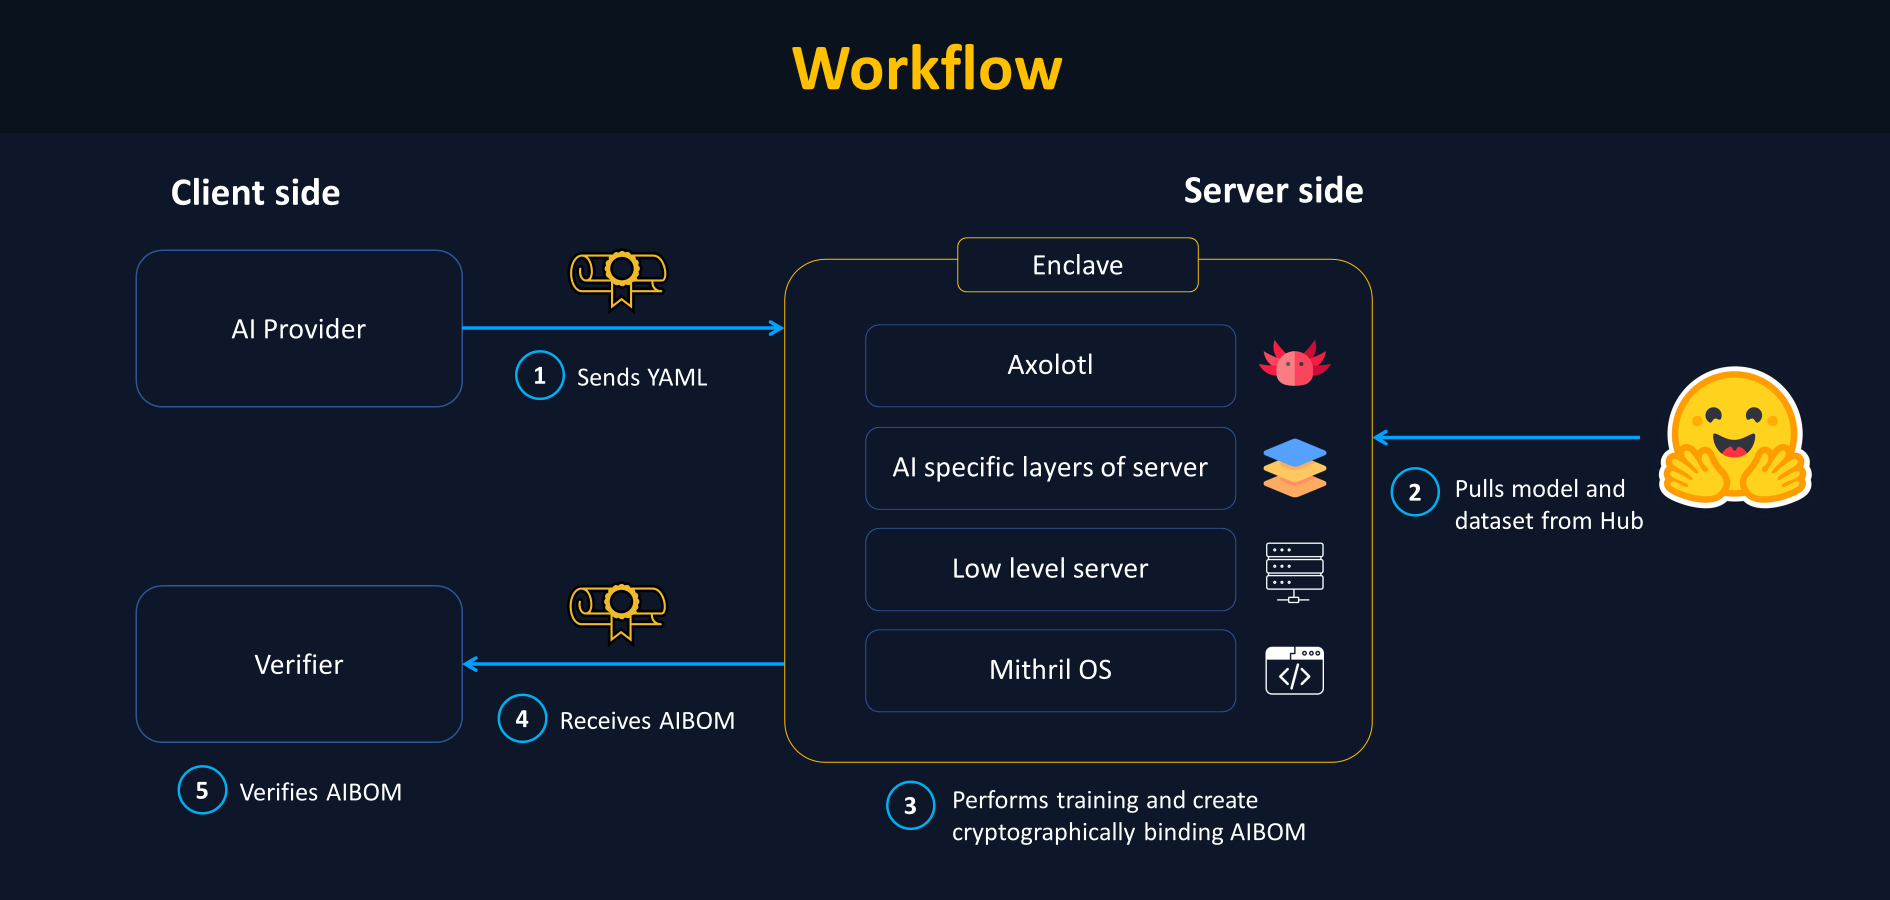 Workflow
Client side
Server side
AI Provider
1
Sends YAML
Enclave
Axolotl
AI specific layers of server
Low level server
Mithril OS
2
Pulls model and
dataset from Hub
3
Performs training and create
cryptographically binding AIBOM
Verifier
4
Receives AIBOM
5
Verifies AIBOM